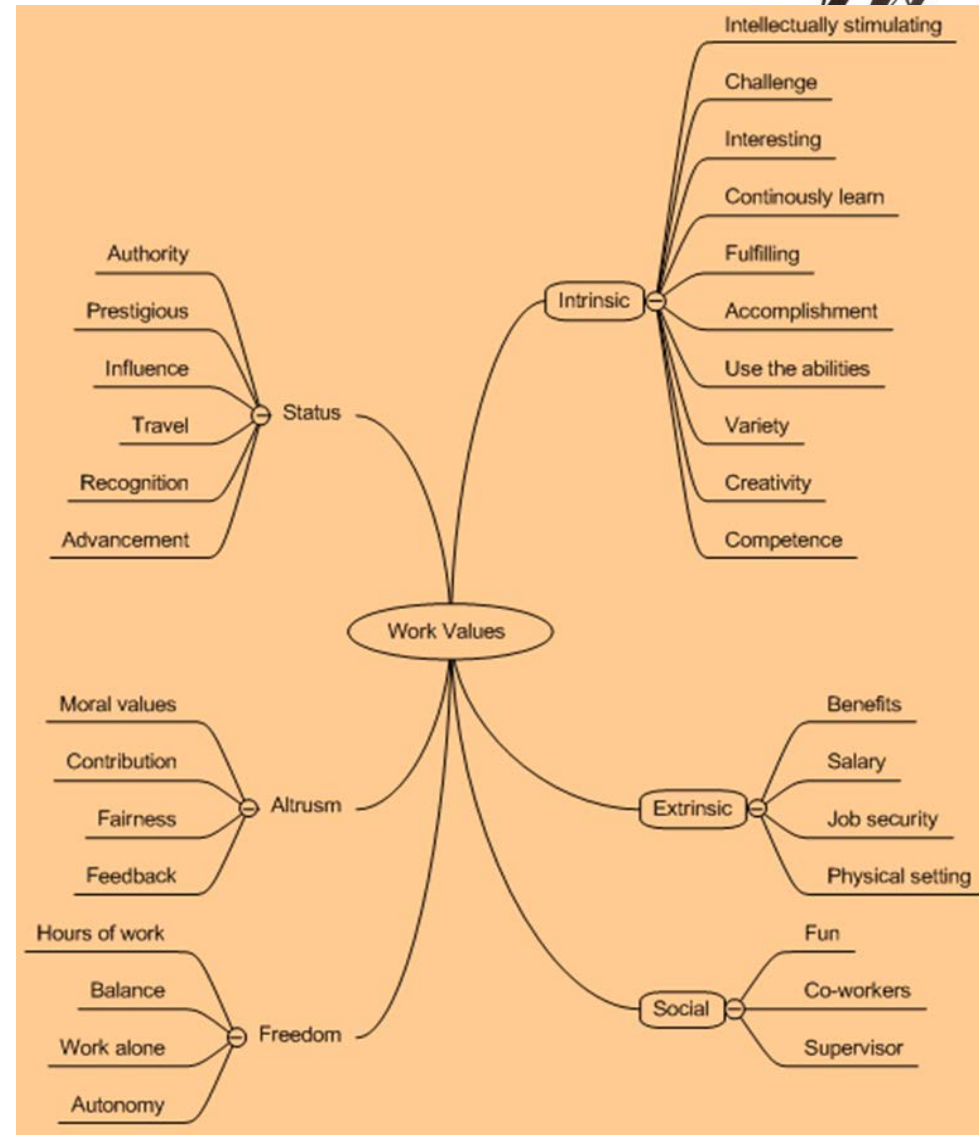 Work Values
Status
Authority
Prestigious
Influence
Travel
Recognition
Advancement
Altrusm
Moral values
Contribution
Fairness
Feedback
Freedom
Hours of work
Balance
Work alone
Autonomy
Intrinsic
Intellectually stimulating
Challenge
Interesting
Continously learn
Fulfilling
Accomplishment
Use the abilities
Variety
Creativity
Competence
Extrinsic
Benefits
Salary
Job security
Physical setting
Social
Fun
Co-workers
Supervisor